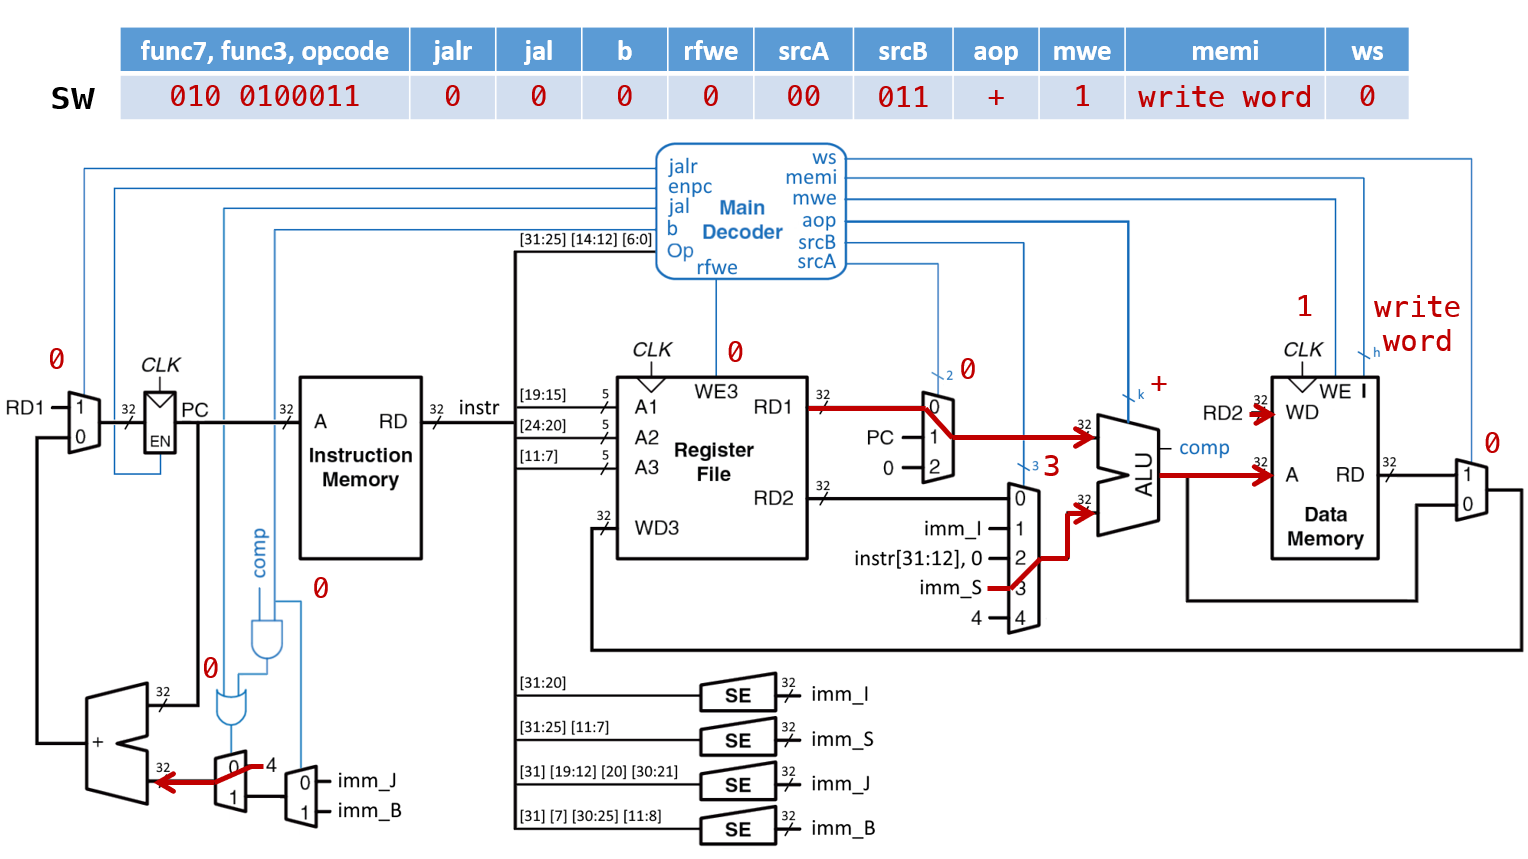 func7, func3, opcode jalr jal b rfwe srcA srcB aop mwe memi ws
SW 010 0100011 0 0 0 0 00 011 + 1 write word 0
jalr
enpc
jal
b
Op
rfwe
Main
Decoder
ws
memi
mwe
aop
srcB
srcA
[31:25] [14:12] [6:0]
0
RD1
1
0
32
CLK
EN
PC
32
A
RD
Instruction
Memory
32
instr
[19:15]
5
[24:20]
5
[11:7]
5
CLK
0
WE3
A1
A2
A3
WD3
32
Register
File
RD1
RD2
32
32
2
0
0
PC
1
0
2
3
3
0
imm_I
1
instr[31:12], 0
2
imm_S
3
4
4
k
+
32
32
ALU
comp
1
write
word
h
CLK
WE
I
RD2
32
WD
32
A
RD
Data
Memory
32
0
1
0
comp
0
0
32
+
32
0
4
1
0
imm_J
1
imm_B
[31:20]
SE
32
imm_I
[31:25] [11:7]
SE
32
imm_S
[31] [19:12] [20] [30:21]
SE
32
imm_J
[31] [7] [30:25] [11:8]
SE
32
imm_B